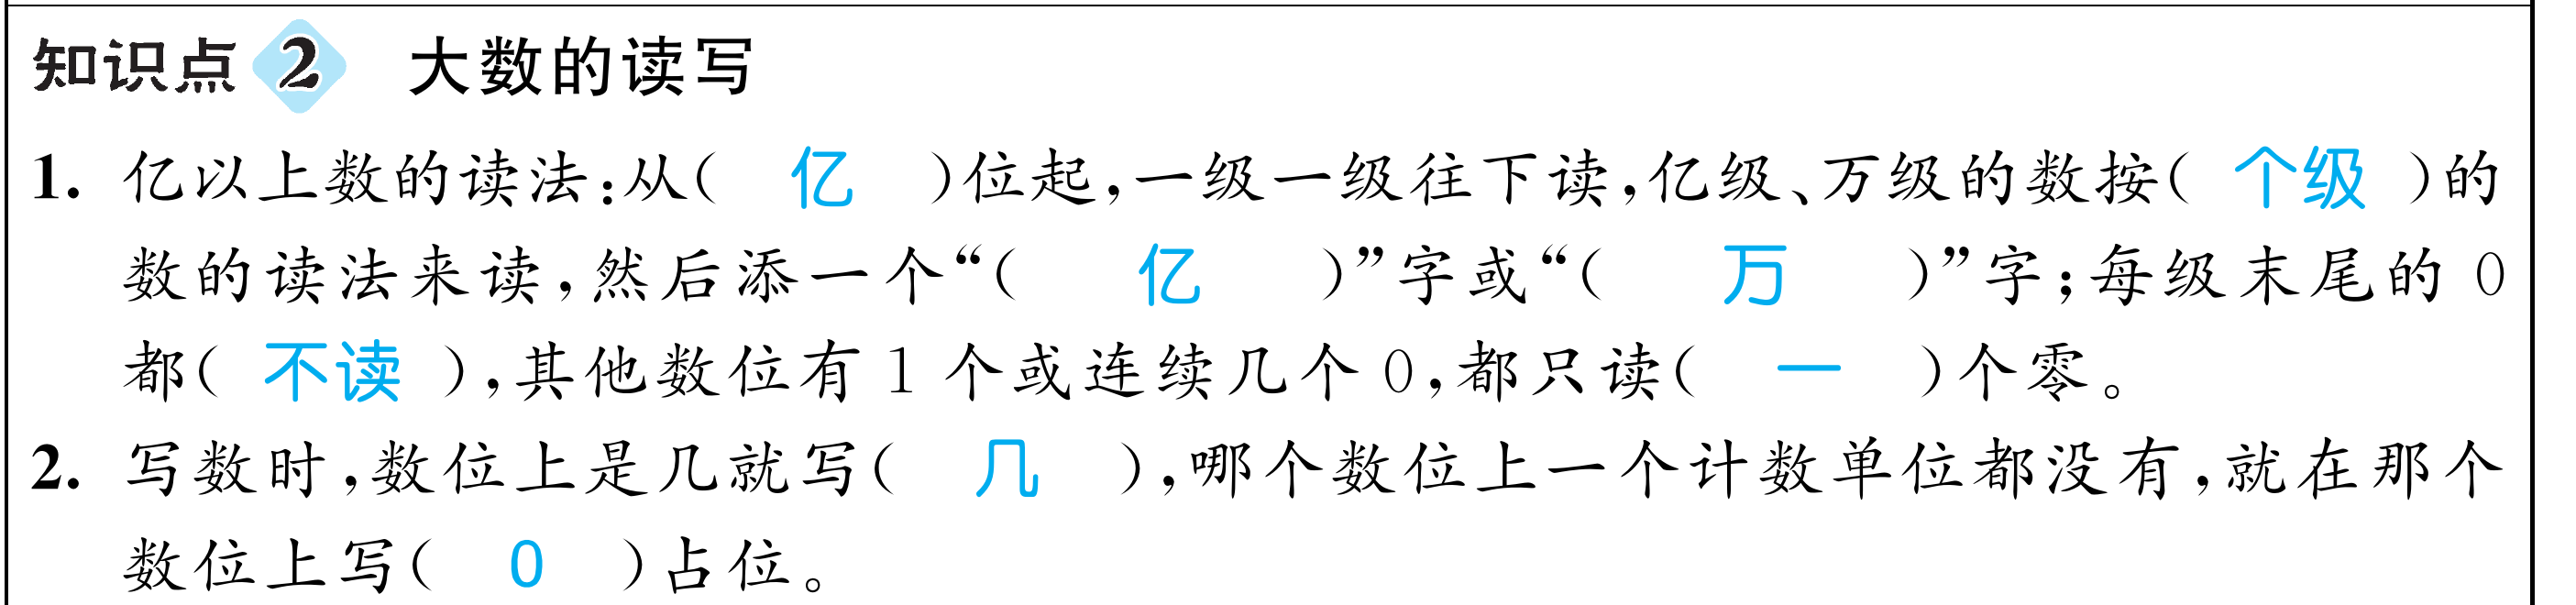 知识点2 大数的读写
1. 亿以上数的读法:从( 亿 )位起,一级一级往下读,亿级、万级的数按( 个级 )的
数的读法来读,然后添一个“( 亿 )”字或“( 万 )”字;每级末尾的 0
都( 不读 ),其他数位有 1 个或连续几个 0,都只读( 一 )个零。
2. 写数时,数位上是几就写( 几 ),哪个数位上一个计数单位都没有,就在那个
数位上写( 0 )占位。